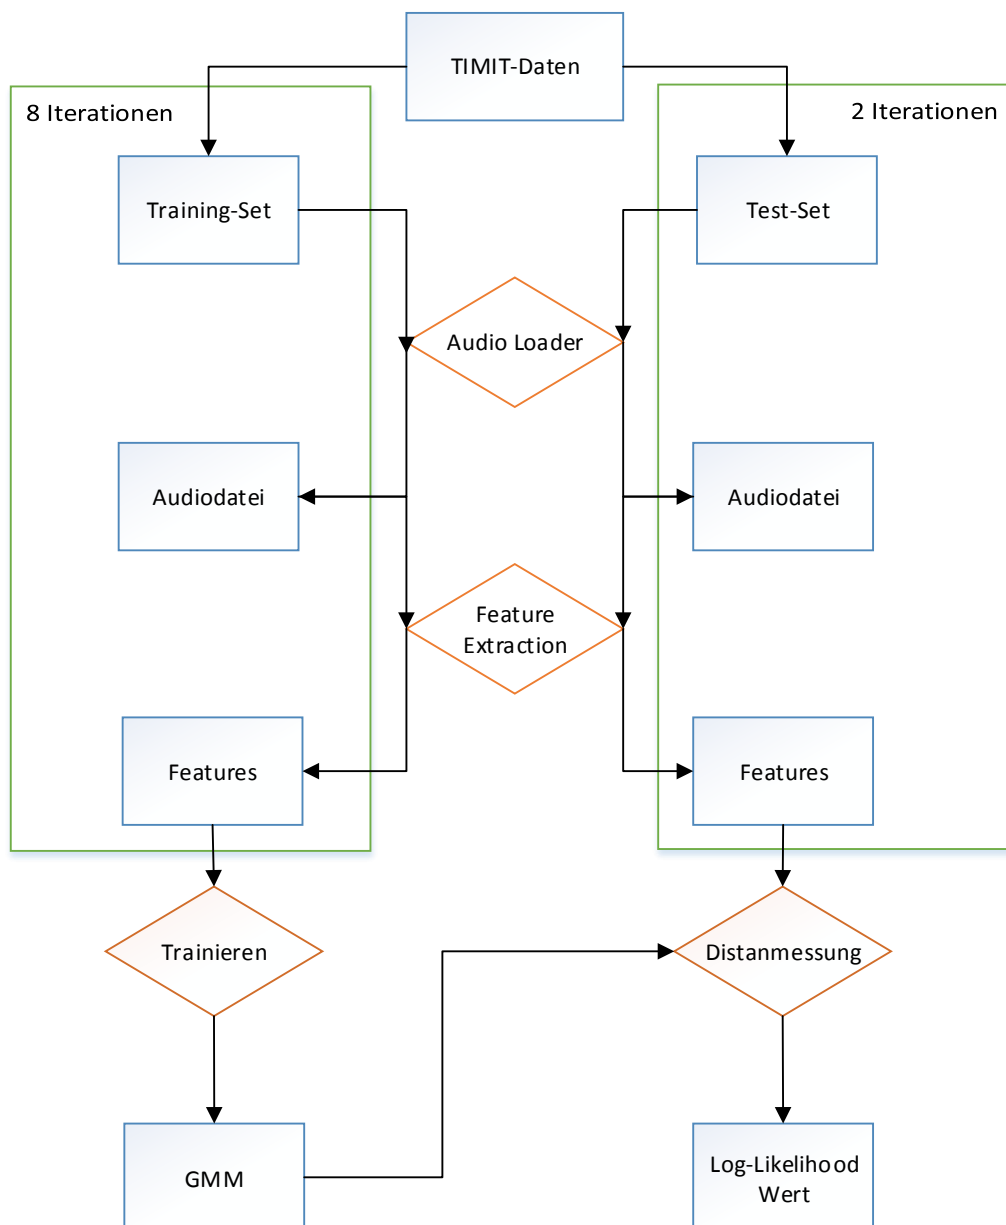 TIMIT-Daten
8 Iterationen
2 Iterationen
Training-Set
Test-Set
Audio Loader
Audiodatei
Audiodatei
Feature
Extraction
Features
Features
Trainieren
Distanmessung
GMM
Log-Likelihood
Wert